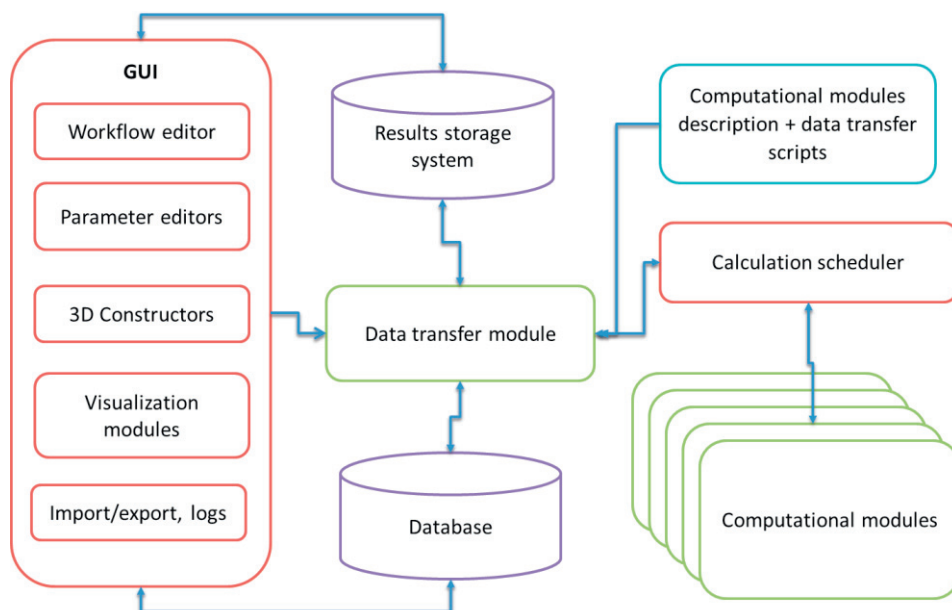 GUI
Workflow editor
Parameter editors
3D Constructors
Visualization
modules
Import/export, logs
Results storage
system
Data transfer module
Database
Computational modules
description + data transfer
scripts
Calculation scheduler
Computational modules